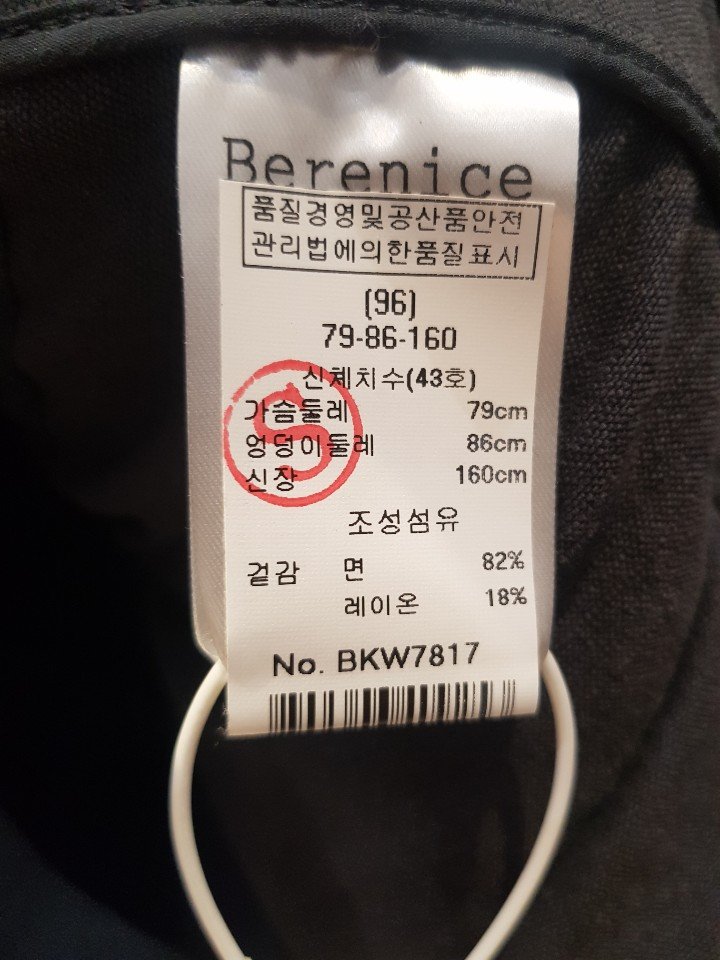 Berenice
품질경영및공산품안전
관리법에의한품질표시
(96)
79-86-160
신체치수(43호)
가슴둘레 79cm
엉덩이둘레 86cm
신장 160cm
S
조성섬유
겉감 면 82%
레이온 18%
No. BKW7817